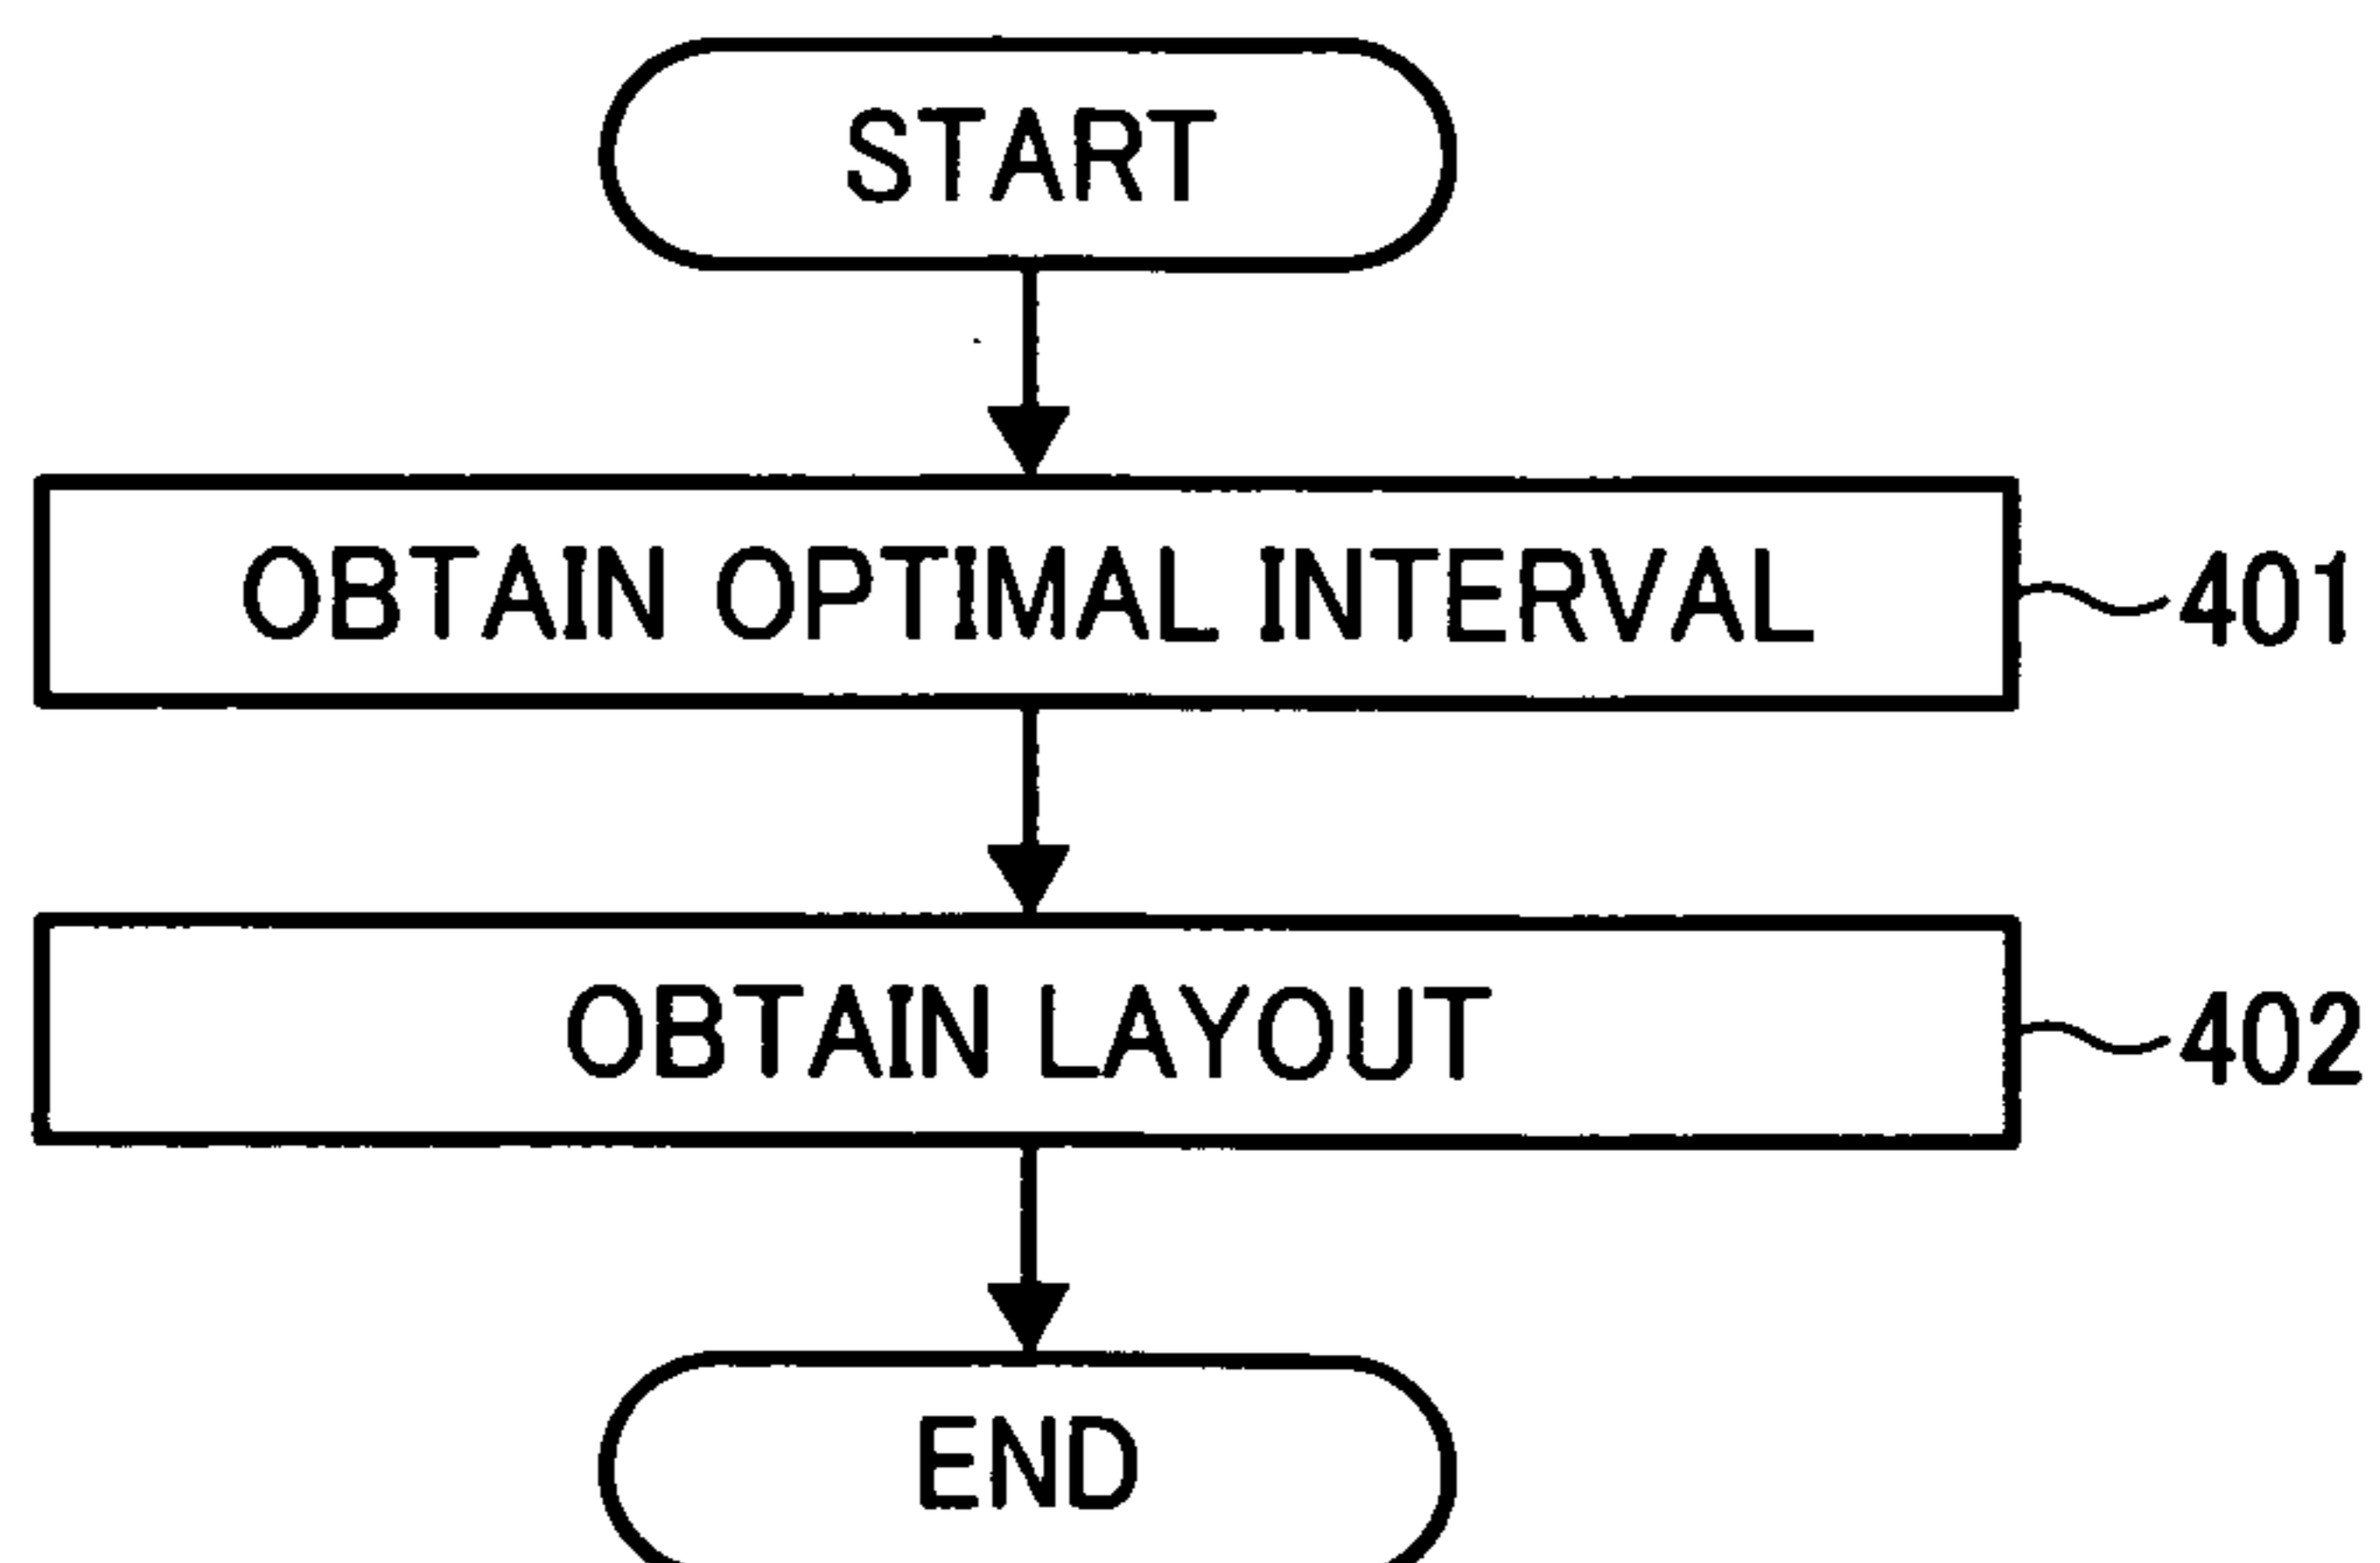 START
OBTAIN OPTIMAL INTERVAL
401
OBTAIN LAYOUT
402
END